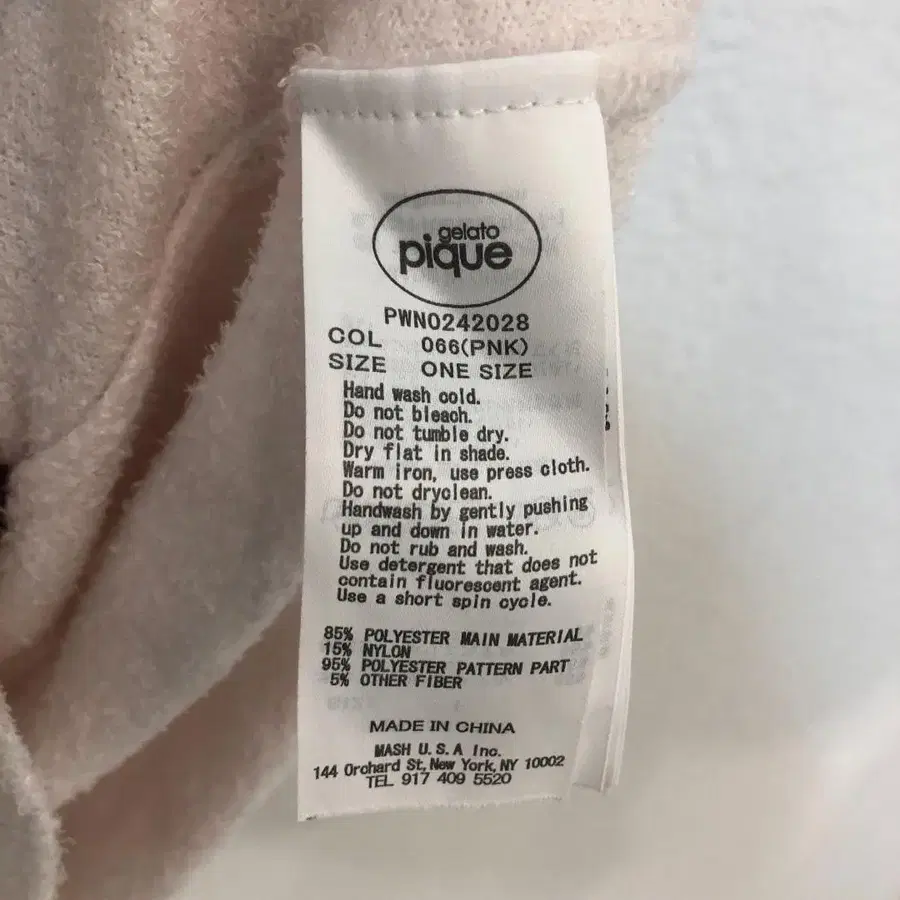 gelato
pique
PWN0242028
COL 066(PNK)
SIZE ONE SIZE
Hand wash cold.
Do not bleach.
Do not tumble dry.
Dry flat in shade.
Warm iron, use press cloth.
Do not dryclean.
Handwash by gently pushing
up and down in water.
Do not rub and wash.
Use detergent that does not
contain fluorescent agent.
Use a short spin cycle.
85% POLYESTER MAIN MATERIAL
15% NYLON
95% POLYESTER PATTERN PART
5% OTHER FIBER
MADE IN CHINA
MASH U.S.A Inc.
144 Orchard St, New York, NY 10002
TEL 917 409 5520